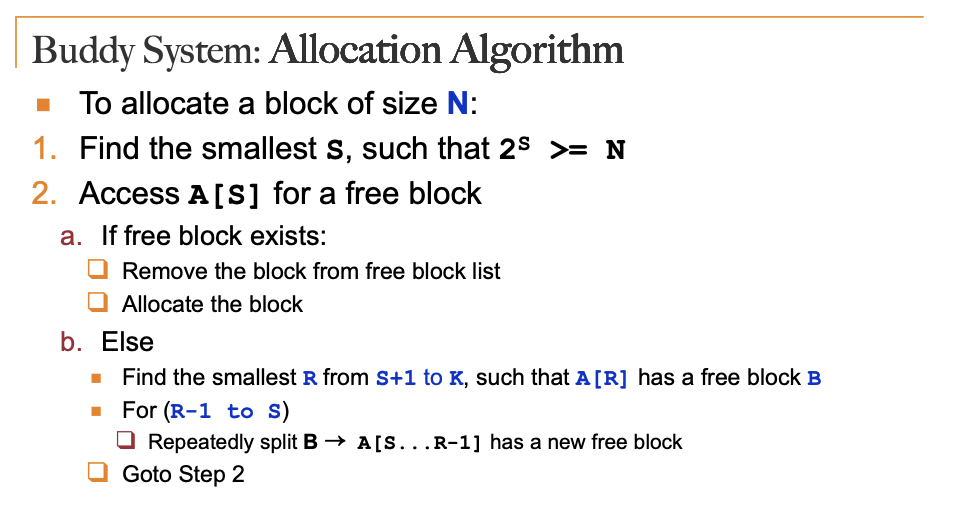 Buddy System: Allocation Algorithm
▪ To allocate a block of size N:
1. Find the smallest S, such that 2ˢ >= N
2. Access A[S] for a free block
a. If free block exists:
❑ Remove the block from free block list
❑ Allocate the block
b. Else
▪ Find the smallest R from S+1 to K, such that A[R] has a free block B
▪ For (R-1 to S)
❑ Repeatedly split B → A[S...R-1] has a new free block
❑ Goto Step 2